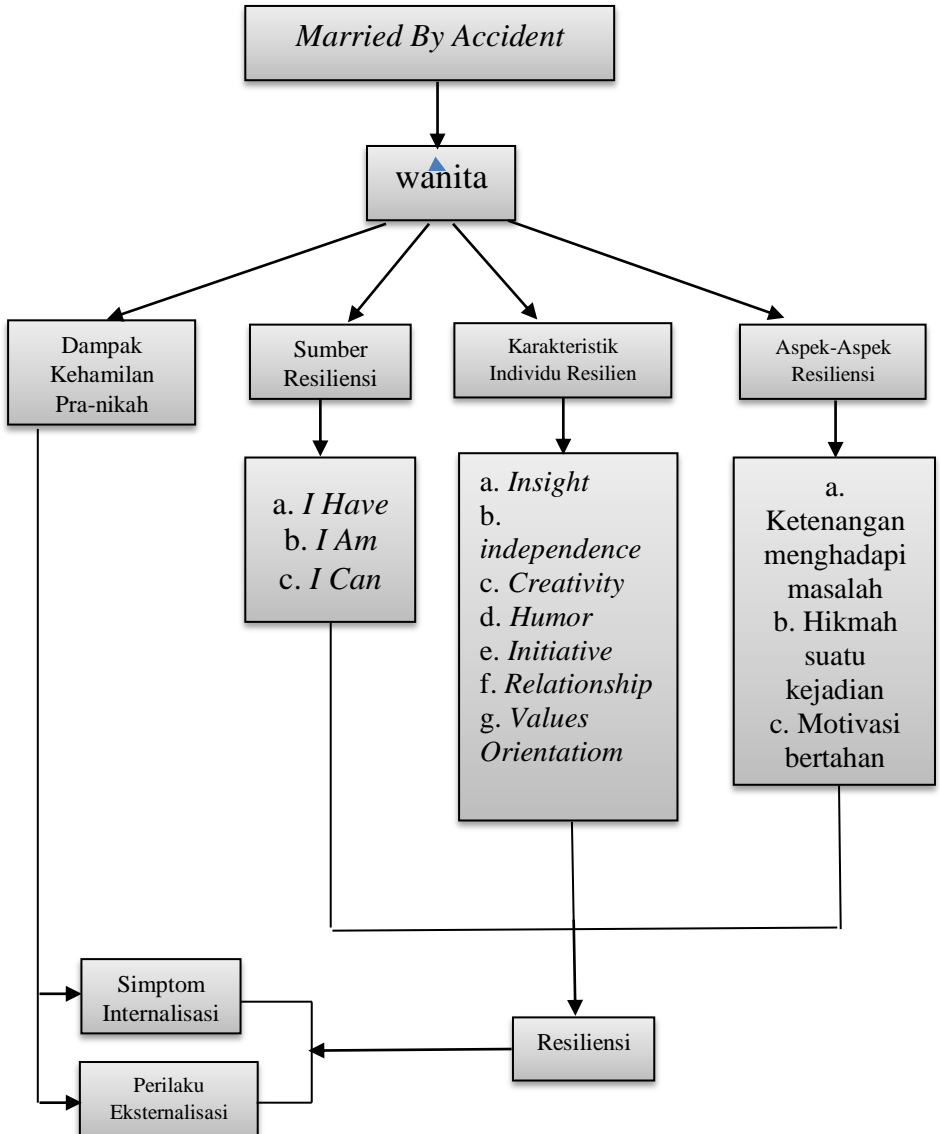 Married By Accident
wanita
Dampak
Kehamilan
Pra-nikah
Sumber
Resiliensi
Karakteristik
Individu Resilien
Aspek-Aspek
Resiliensi
a. I Have
b. I Am
c. I Can
a. Insight
b.
independence
c. Creativity
d. Humor
e. Initiative
f. Relationship
g. Values
Orientatiom
a.
Ketenangan
menghadapi
masalah
b. Hikmah
suatu
kejadian
c. Motivasi
bertahan
Simptom
Internalisasi
Resiliensi
Perilaku
Eksternalisasi